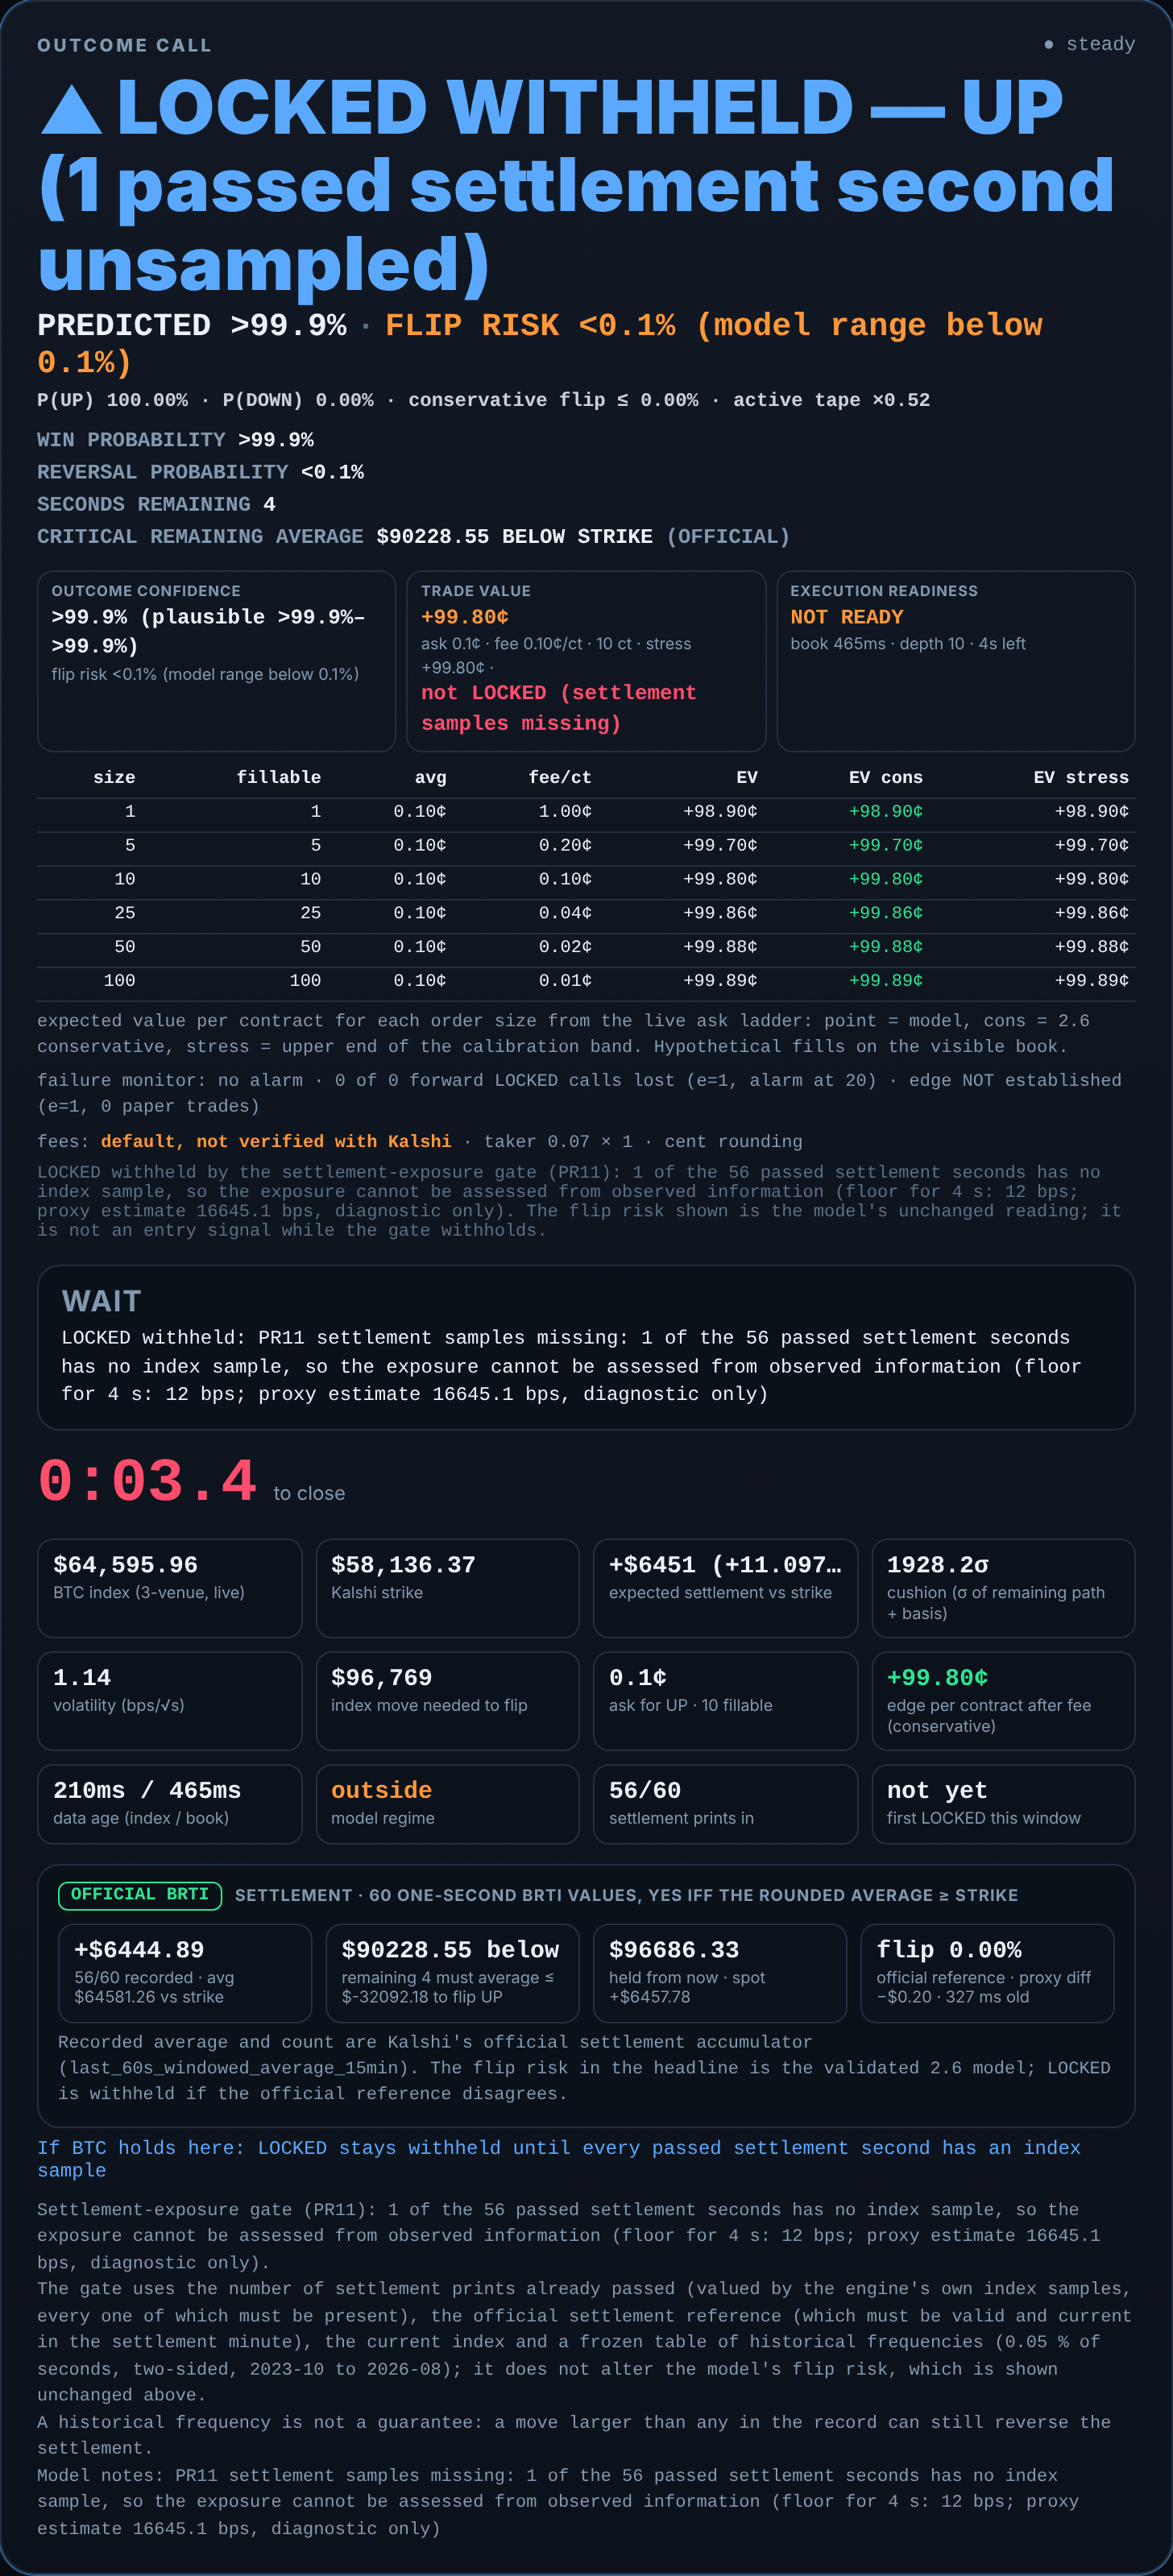 OUTCOME CALL
● steady
▲ LOCKED WITHHELD — UP
(1 passed settlement second
unsampled)
PREDICTED >99.9% · FLIP RISK <0.1% (model range below
0.1%)
P(UP) 100.00% · P(DOWN) 0.00% · conservative flip ≤ 0.00% · active tape ×0.52
WIN PROBABILITY >99.9%
REVERSAL PROBABILITY <0.1%
SECONDS REMAINING 4
CRITICAL REMAINING AVERAGE $90228.55 BELOW STRIKE (OFFICIAL)
OUTCOME CONFIDENCE
>99.9% (plausible >99.9%–
>99.9%)
flip risk <0.1% (model range below 0.1%)
TRADE VALUE
+99.80¢
ask 0.1¢ · fee 0.10¢/ct · 10 ct · stress
+99.80¢ ·
not LOCKED (settlement
samples missing)
EXECUTION READINESS
NOT READY
book 465ms · depth 10 · 4s left
size fillable avg fee/ct EV EV cons EV stress
1 1 0.10¢ 1.00¢ +98.90¢ +98.90¢ +98.90¢
5 5 0.10¢ 0.20¢ +99.70¢ +99.70¢ +99.70¢
10 10 0.10¢ 0.10¢ +99.80¢ +99.80¢ +99.80¢
25 25 0.10¢ 0.04¢ +99.86¢ +99.86¢ +99.86¢
50 50 0.10¢ 0.02¢ +99.88¢ +99.88¢ +99.88¢
100 100 0.10¢ 0.01¢ +99.89¢ +99.89¢ +99.89¢
expected value per contract for each order size from the live ask ladder: point = model, cons = 2.6
conservative, stress = upper end of the calibration band. Hypothetical fills on the visible book.
failure monitor: no alarm · 0 of 0 forward LOCKED calls lost (e=1, alarm at 20) · edge NOT established
(e=1, 0 paper trades)
fees: default, not verified with Kalshi · taker 0.07 × 1 · cent rounding
LOCKED withheld by the settlement-exposure gate (PR11): 1 of the 56 passed settlement seconds has no
index sample, so the exposure cannot be assessed from observed information (floor for 4 s: 12 bps;
proxy estimate 16645.1 bps, diagnostic only). The flip risk shown is the model's unchanged reading; it
is not an entry signal while the gate withholds.
WAIT
LOCKED withheld: PR11 settlement samples missing: 1 of the 56 passed settlement seconds
has no index sample, so the exposure cannot be assessed from observed information (floor
for 4 s: 12 bps; proxy estimate 16645.1 bps, diagnostic only)
0:03.4 to close
$64,595.96
BTC index (3-venue, live)
$58,136.37
Kalshi strike
+$6451 (+11.097…
expected settlement vs strike
1928.2σ
cushion (σ of remaining path
+ basis)
1.14
volatility (bps/√s)
$96,769
index move needed to flip
0.1¢
ask for UP · 10 fillable
+99.80¢
edge per contract after fee
(conservative)
210ms / 465ms
data age (index / book)
outside
model regime
56/60
settlement prints in
not yet
first LOCKED this window
OFFICIAL BRTI SETTLEMENT · 60 ONE-SECOND BRTI VALUES, YES IFF THE ROUNDED AVERAGE ≥ STRIKE
+$6444.89
56/60 recorded · avg
$64581.26 vs strike
$90228.55 below
remaining 4 must average ≤
$-32092.18 to flip UP
$96686.33
held from now · spot
+$6457.78
flip 0.00%
official reference · proxy diff
−$0.20 · 327 ms old
Recorded average and count are Kalshi's official settlement accumulator
(last_60s_windowed_average_15min). The flip risk in the headline is the validated 2.6 model; LOCKED
is withheld if the official reference disagrees.
If BTC holds here: LOCKED stays withheld until every passed settlement second has an index
sample
Settlement-exposure gate (PR11): 1 of the 56 passed settlement seconds has no index sample, so the
exposure cannot be assessed from observed information (floor for 4 s: 12 bps; proxy estimate 16645.1
bps, diagnostic only).
The gate uses the number of settlement prints already passed (valued by the engine's own index samples,
every one of which must be present), the official settlement reference (which must be valid and current
in the settlement minute), the current index and a frozen table of historical frequencies (0.05 % of
seconds, two-sided, 2023-10 to 2026-08); it does not alter the model's flip risk, which is shown
unchanged above.
A historical frequency is not a guarantee: a move larger than any in the record can still reverse the
settlement.
Model notes: PR11 settlement samples missing: 1 of the 56 passed settlement seconds has no index
sample, so the exposure cannot be assessed from observed information (floor for 4 s: 12 bps; proxy
estimate 16645.1 bps, diagnostic only)